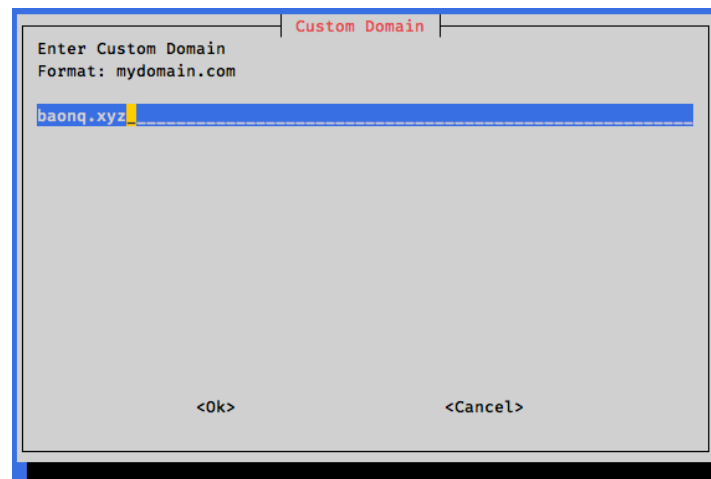 Custom Domain
Enter Custom Domain
Format: mydomain.com
baonq.xyz
<Ok>
<Cancel>